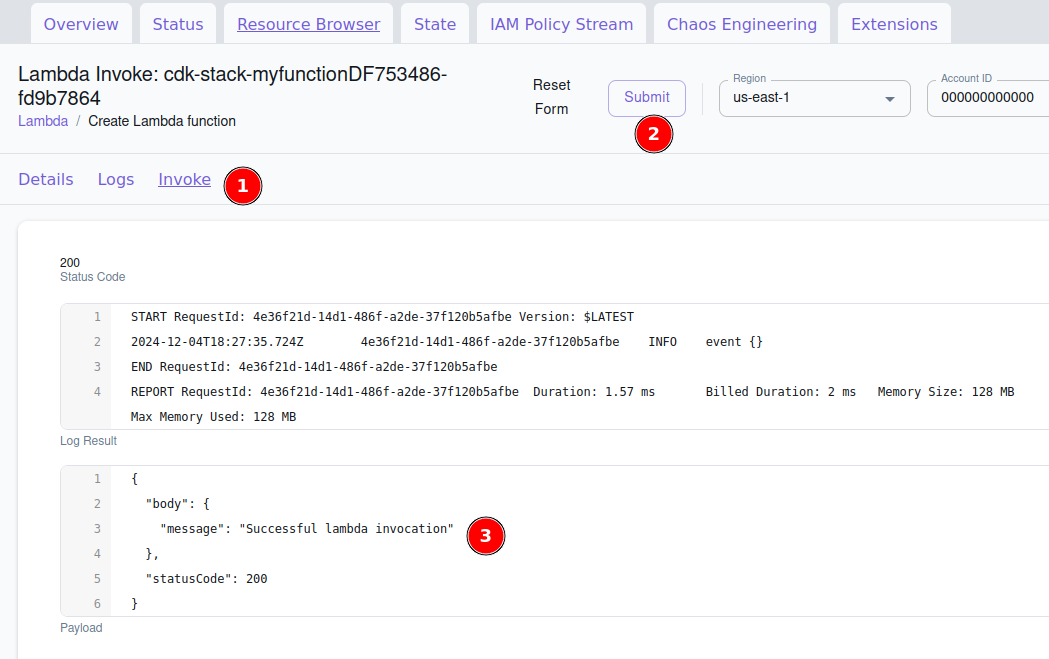 Overview Status Resource Browser State IAM Policy Stream Chaos Engineering Extensions
Lambda Invoke: cdk-stack-myfunctionDF753486-
fd9b7864
Lambda / Create Lambda function
Reset
Form
Submit
2
Region
us-east-1
Account ID
000000000000
Details Logs Invoke 1
200
Status Code
1 START RequestId: 4e36f21d-14d1-486f-a2de-37f120b5afbe Version: $LATEST
2 2024-12-04T18:27:35.724Z 4e36f21d-14d1-486f-a2de-37f120b5afbe INFO event {}
3 END RequestId: 4e36f21d-14d1-486f-a2de-37f120b5afbe
4 REPORT RequestId: 4e36f21d-14d1-486f-a2de-37f120b5afbe Duration: 1.57 ms Billed Duration: 2 ms Memory Size: 128 MB
Max Memory Used: 128 MB
Log Result
1 {
2 "body": {
3 "message": "Successful lambda invocation" 3
4 },
5 "statusCode": 200
6 }
Payload